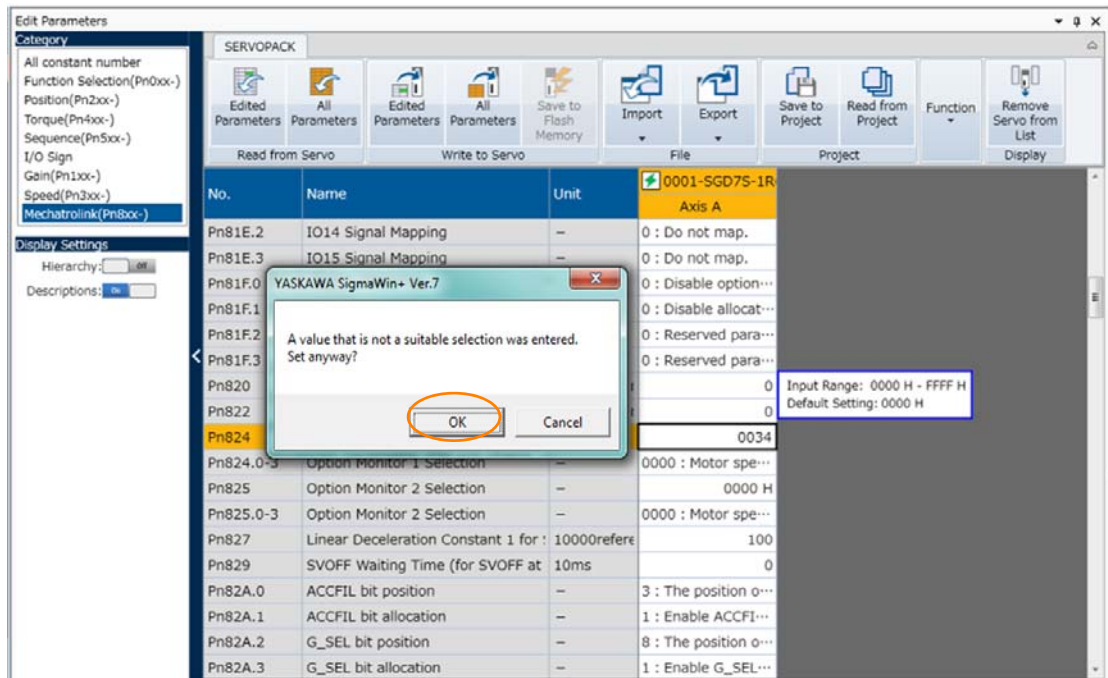 Edit Parameters
Category
All constant number
Function Selection(Pn0xx-)
Position(Pn2xx-)
Torque(Pn4xx-)
Sequence(Pn5xx-)
I/O Sign
Gain(Pn1xx-)
Speed(Pn3xx-)
Mechatrolink(Pn8xx-)
Display Settings
Hierarchy: Off
Descriptions: On
SERVOPACK
Edited Parameters
All Parameters
Read from Servo
Edited Parameters
All Parameters
Save to Flash Memory
Write to Servo
Import
Export
File
Save to Project
Read from Project
Project
Function
Remove Servo from List
Display
No. Name Unit 0001-SGD7S-1R
Axis A
Pn81E.2 IO14 Signal Mapping – 0 : Do not map.
Pn81E.3 IO15 Signal Mapping – 0 : Do not map.
Pn81F.0 0 : Disable option···
Pn81F.1 0 : Disable allocat···
Pn81F.2 0 : Reserved para···
Pn81F.3 0 : Reserved para···
Pn820 0
Pn822 0
Pn824 0034
Pn824.0-3 Option Monitor 1 Selection – 0000 : Motor spe···
Pn825 Option Monitor 2 Selection – 0000 H
Pn825.0-3 Option Monitor 2 Selection – 0000 : Motor spe···
Pn827 Linear Deceleration Constant 1 for 10000refere 100
Pn829 SVOFF Waiting Time (for SVOFF at 10ms 0
Pn82A.0 ACCFIL bit position – 3 : The position o···
Pn82A.1 ACCFIL bit allocation – 1 : Enable ACCFI···
Pn82A.2 G_SEL bit position – 8 : The position o···
Pn82A.3 G_SEL bit allocation – 1 : Enable G_SEL···
YASKAWA SigmaWin+ Ver.7
A value that is not a suitable selection was entered.
Set anyway?
OK Cancel
Input Range: 0000 H - FFFF H
Default Setting: 0000 H